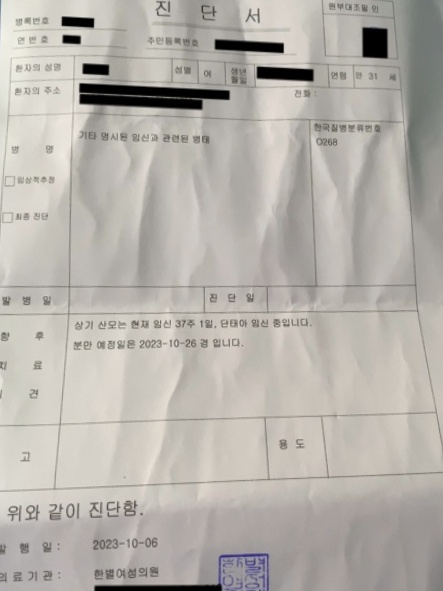 진 단 서
원부대조필 인
병록번호
연 번 호
주민등록번호
환자의 성명 성별 여 생년월일 연령 만 31 세
환자의 주소 전화 :
병 명
기타 명시된 임신과 관련된 병태
한국질병분류번호
O268
임상적추정
최종 진단
발 병 일 진 단 일
향 후
치 료
견
상기 산모는 현재 임신 37주 1일, 단태아 임신 중입니다.
분만 예정일은 2023-10-26 경 입니다.
고
용 도
위와 같이 진단함.
발 행 일 : 2023-10-06
의료기관 : 한별여성의원